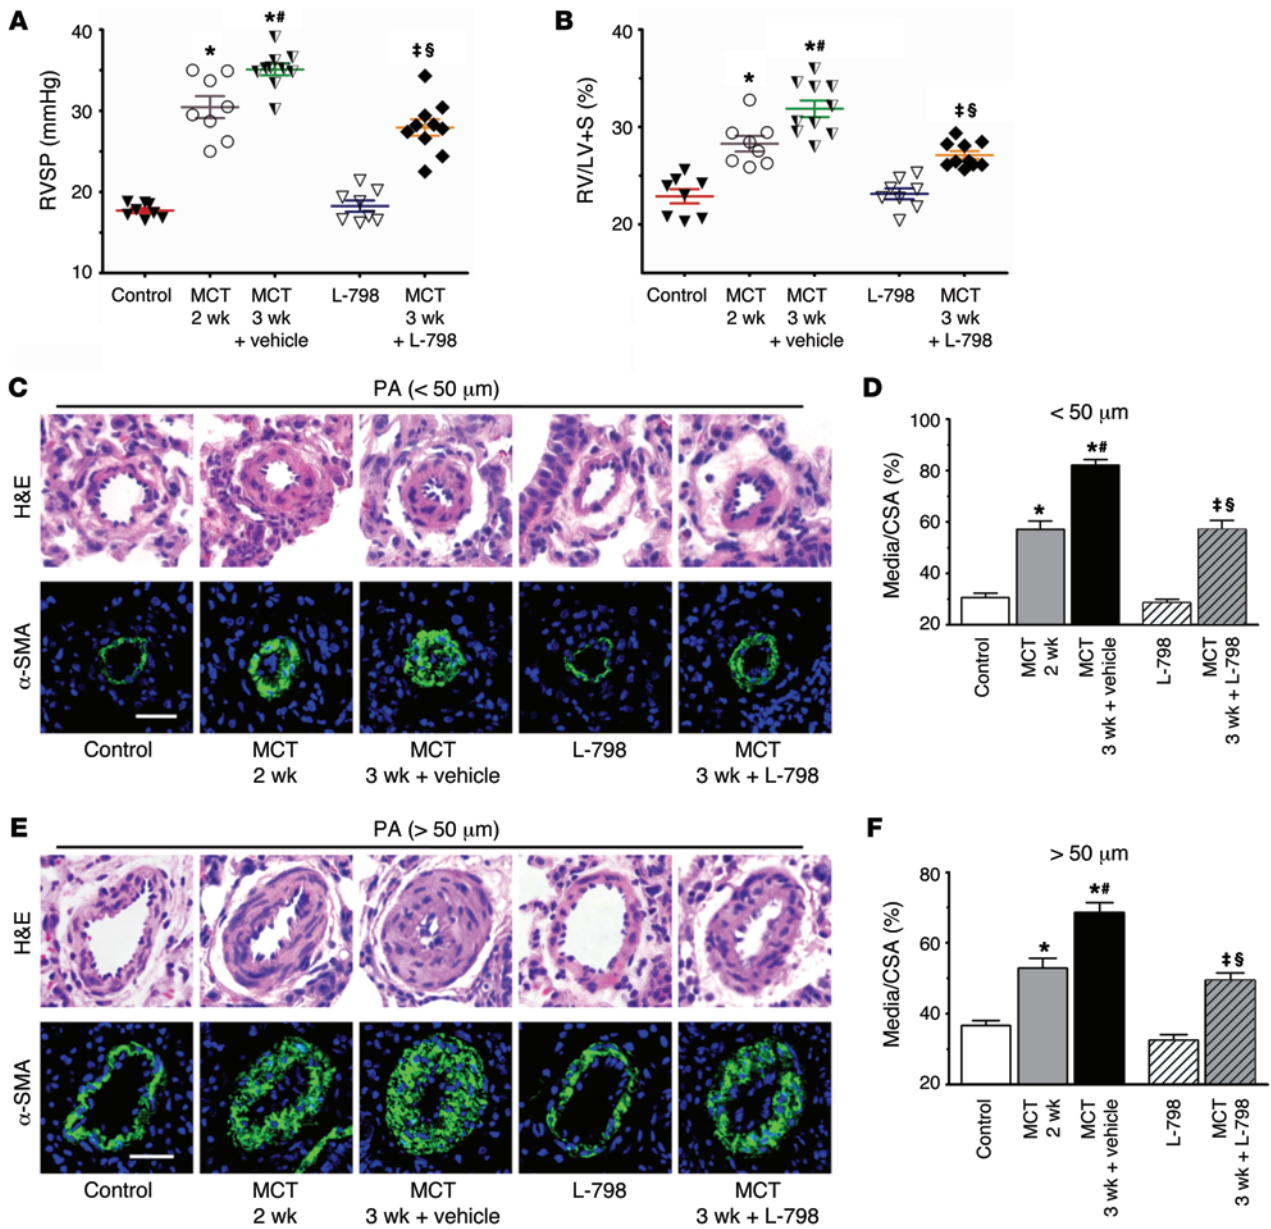 A
RVSP (mmHg)
40
30
20
10
*
*#
‡§
Control
MCT
2 wk
MCT
3 wk
+ vehicle
L-798
MCT
3 wk
+ L-798
B
RV/LV+S (%)
40
30
20
*
*#
‡§
Control
MCT
2 wk
MCT
3 wk
+ vehicle
L-798
MCT
3 wk
+ L-798
C
PA (< 50 μm)
H&E
α-SMA
Control
MCT
2 wk
MCT
3 wk + vehicle
L-798
MCT
3 wk + L-798
D
< 50 μm
Media/CSA (%)
100
80
60
40
20
*
*#
‡§
Control
MCT
2 wk
MCT
3 wk + vehicle
L-798
MCT
3 wk + L-798
E
PA (> 50 μm)
H&E
α-SMA
Control
MCT
2 wk
MCT
3 wk + vehicle
L-798
MCT
3 wk + L-798
F
> 50 μm
Media/CSA (%)
80
60
40
20
*
*#
‡§
Control
MCT
2 wk
MCT
3 wk + vehicle
L-798
MCT
3 wk + L-798